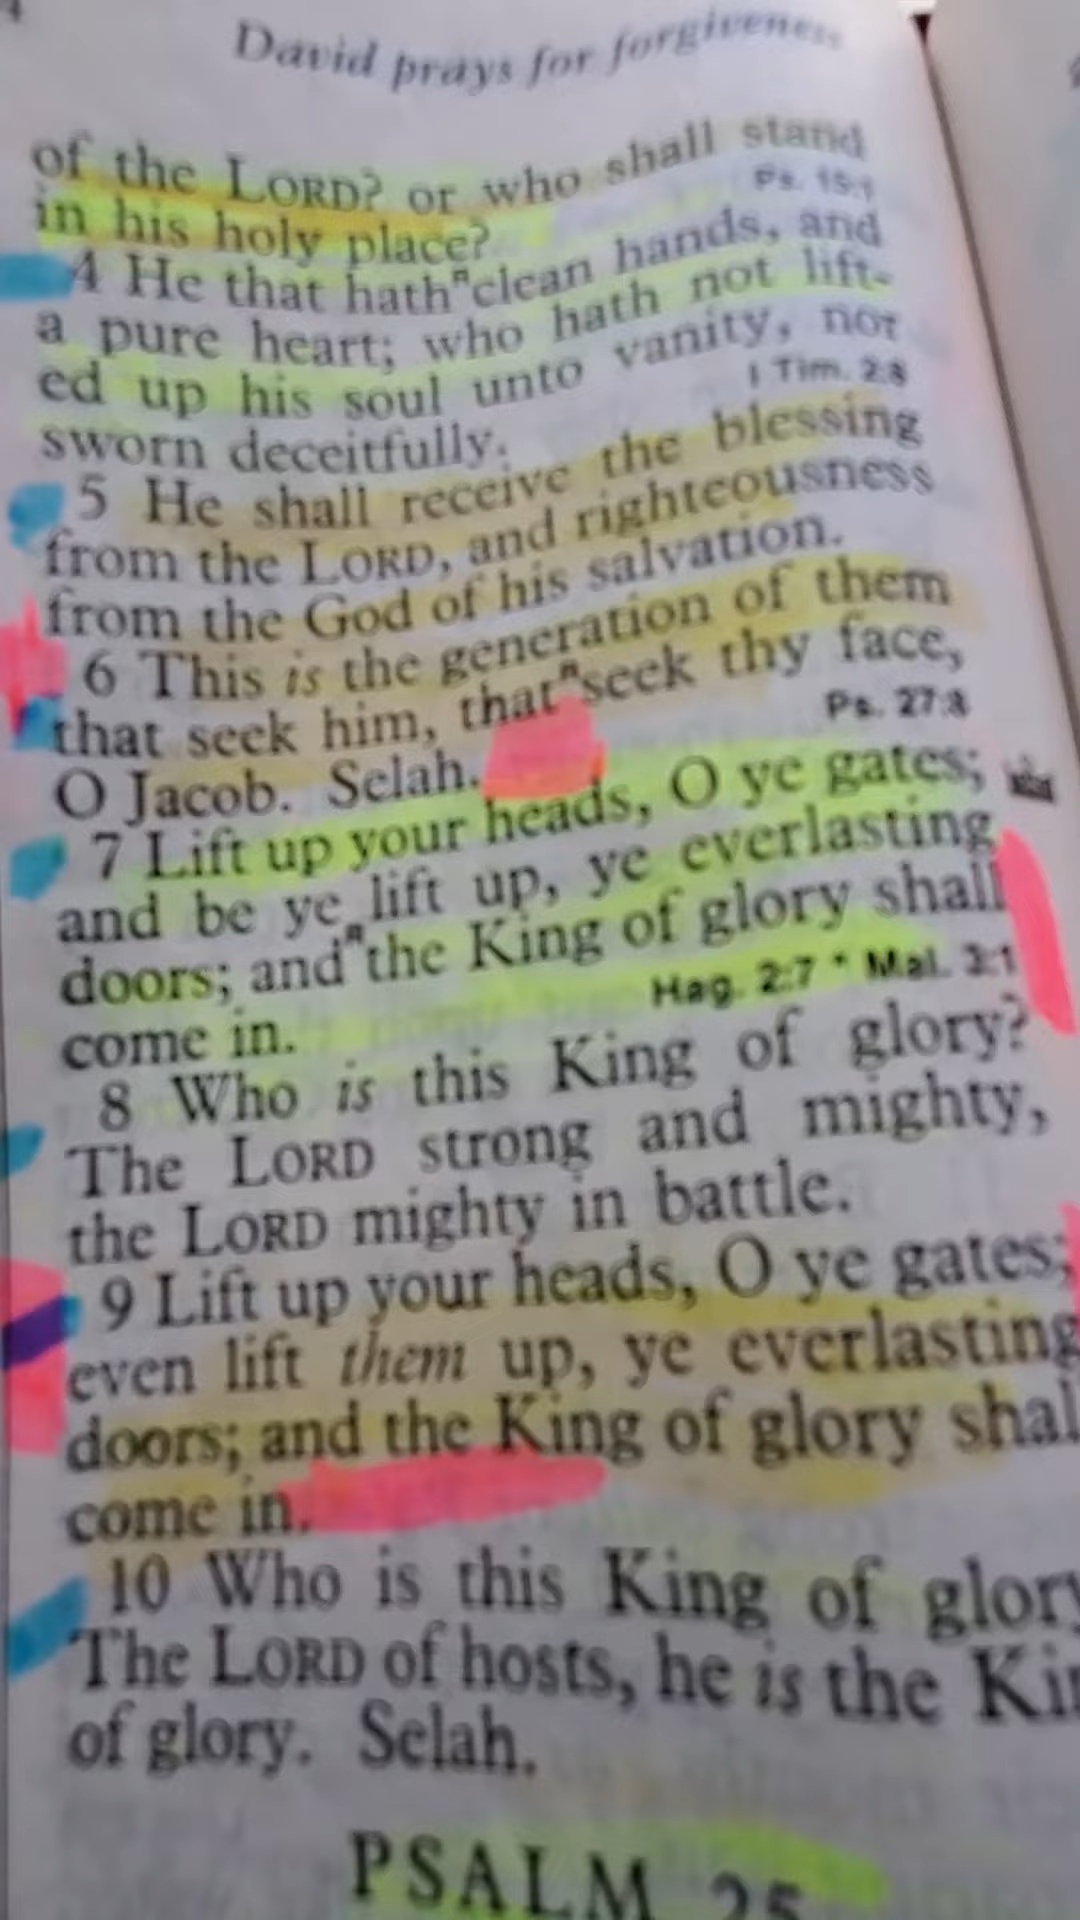 David prays for forgiveness
of the LORD? or who shall stand
Ps. 15:1
in his holy place?
4 He that hath ⁿclean hands, and
a pure heart; who hath not lift-
ed up his soul unto vanity, nor
1 Tim. 2:8
sworn deceitfully.
5 He shall receive the blessing
from the LORD, and righteousness
from the God of his salvation.
6 This is the generation of them
that seek him, that ⁿseek thy face,
Ps. 27:8
O Jacob. Selah.
7 Lift up your heads, O ye gates;
and be ye lift up, ye everlasting
doors; and ⁿthe King of glory shall
Hag. 2:7 * Mal. 3:1
come in.
8 Who is this King of glory?
The LORD strong and mighty,
the LORD mighty in battle.
9 Lift up your heads, O ye gates;
even lift them up, ye everlasting
doors; and the King of glory shal
come in.
10 Who is this King of glory
The LORD of hosts, he is the Kin
of glory. Selah.
PSALM 25